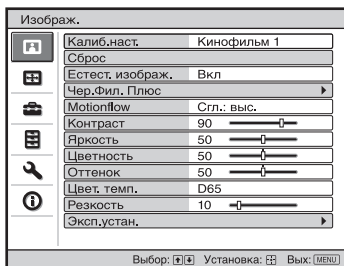 Изображ.
Калиб.наст. Кинофильм 1
Сброс
Естест. изображ. Вкл
Чер.Фил. Плюс
Motionflow Сгл.: выс.
Контраст 90
Яркость 50
Цветность 50
Оттенок 50
Цвет. темп. D65
Резкость 10
Эксп.устан.
Выбор: Установка: Вых: MENU